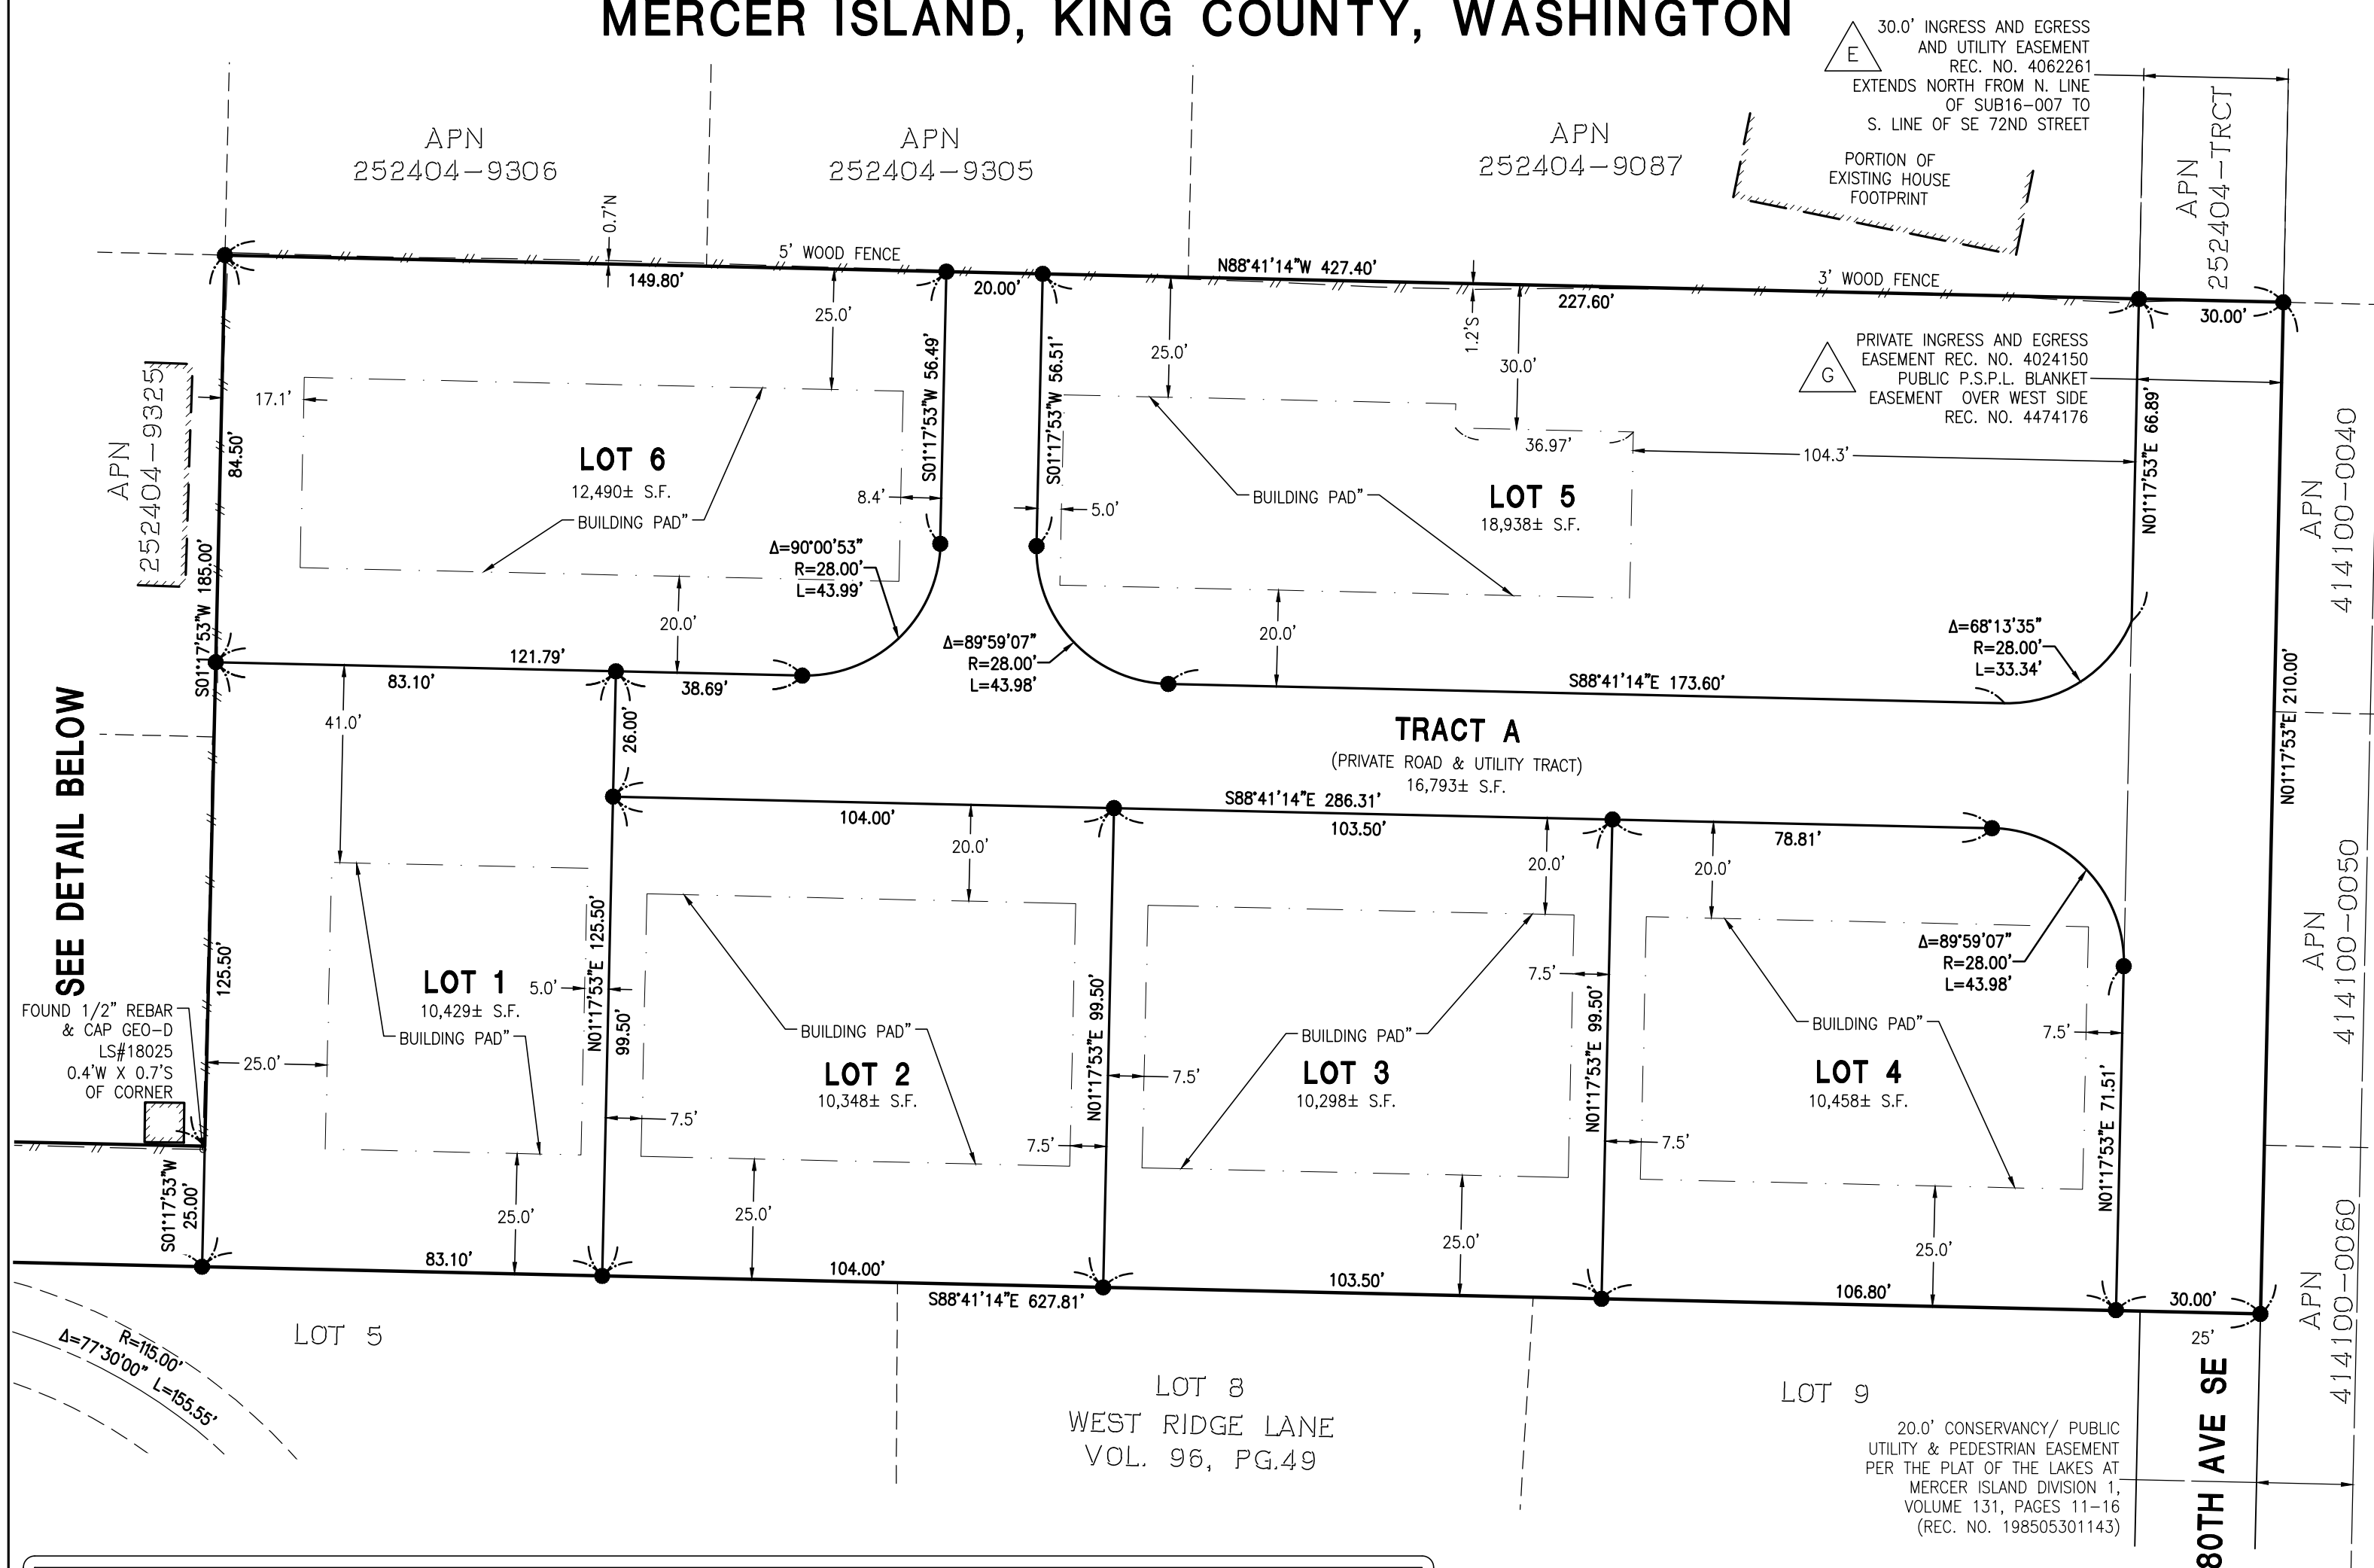 MERCER ISLAND, KING COUNTY, WASHINGTON
E
30.0' INGRESS AND EGRESS
AND UTILITY EASEMENT
REC. NO. 4062261
EXTENDS NORTH FROM N. LINE
OF SUB16-007 TO
S. LINE OF SE 72ND STREET
APN
252404-9306
APN
252404-9305
APN
252404-9087
PORTION OF
EXISTING HOUSE
FOOTPRINT
APN
252404-TRCT
0.7'N
5' WOOD FENCE
N88°41'14"W 427.40'
3' WOOD FENCE
149.80'
20.00'
227.60'
30.00'
25.0'
25.0'
1.2'S
30.0'
G
PRIVATE INGRESS AND EGRESS
EASEMENT REC. NO. 4024150
PUBLIC P.S.P.L. BLANKET
EASEMENT OVER WEST SIDE
REC. NO. 4474176
APN
252404-9325
17.1'
84.50'
S01°17'53"W 56.49'
S01°17'53"W 56.51'
36.97'
104.3'
N01°17'53"E 66.89'
APN
414100-0040
LOT 6
12,490± S.F.
BUILDING PAD"
8.4'
5.0'
BUILDING PAD"
LOT 5
18,938± S.F.
S01°17'53"W 185.00'
Δ=90°00'53"
R=28.00'
L=43.99'
20.0'
Δ=89°59'07"
R=28.00'
L=43.98'
20.0'
Δ=68°13'35"
R=28.00'
L=33.34'
N01°17'53"E 210.00'
121.79'
83.10'
38.69'
S88°41'14"E 173.60'
SEE DETAIL BELOW
41.0'
26.00'
TRACT A
(PRIVATE ROAD & UTILITY TRACT)
16,793± S.F.
S88°41'14"E 286.31'
104.00'
103.50'
78.81'
20.0'
20.0'
20.0'
APN
414100-0050
125.50'
N01°17'53"E 125.50'
99.50'
N01°17'53"E 99.50'
N01°17'53"E 99.50'
Δ=89°59'07"
R=28.00'
L=43.98'
LOT 1
10,429± S.F.
BUILDING PAD"
5.0'
7.5'
FOUND 1/2" REBAR
& CAP GEO-D
LS#18025
0.4'W X 0.7'S
OF CORNER
25.0'
BUILDING PAD"
LOT 2
10,348± S.F.
7.5'
BUILDING PAD"
LOT 3
10,298± S.F.
BUILDING PAD"
LOT 4
10,458± S.F.
7.5'
7.5'
7.5'
7.5'
N01°17'53"E 71.51'
S01°17'53"W
25.00'
25.0'
25.0'
25.0'
25.0'
83.10'
104.00'
103.50'
106.80'
30.00'
S88°41'14"E 627.81'
25'
APN
414100-0060
LOT 5
R=115.00'
Δ=77°30'00" L=155.55'
LOT 8
WEST RIDGE LANE
VOL. 96, PG.49
LOT 9
20.0' CONSERVANCY/ PUBLIC
UTILITY & PEDESTRIAN EASEMENT
PER THE PLAT OF THE LAKES AT
MERCER ISLAND DIVISION 1,
VOLUME 131, PAGES 11-16
(REC. NO. 198505301143)
80TH AVE SE